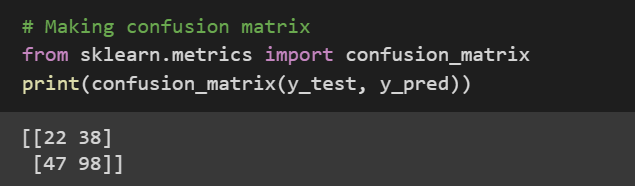 # Making confusion matrix
from sklearn.metrics import confusion_matrix
print(confusion_matrix(y_test, y_pred))
[[22 38]
 [47 98]]